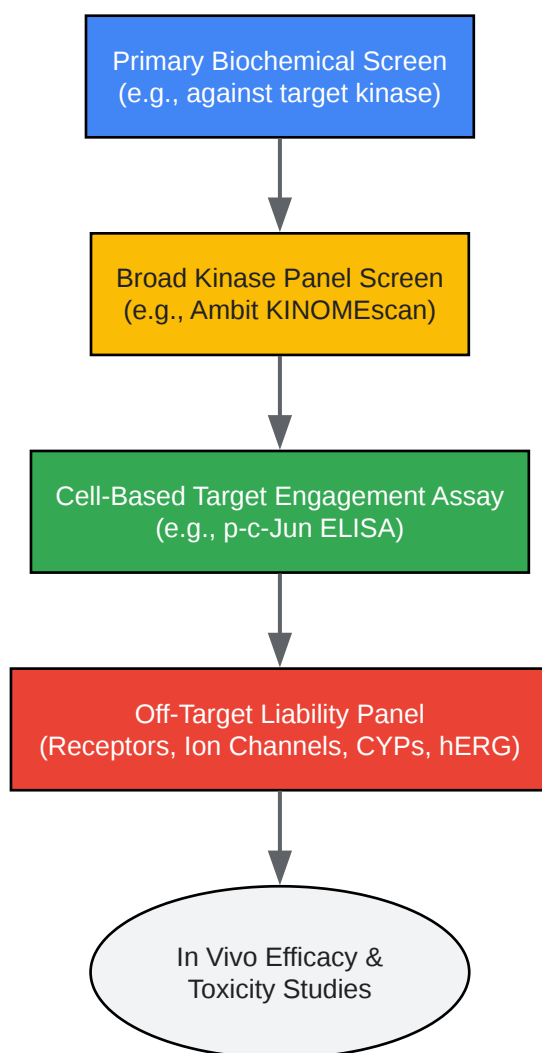 Primary Biochemical Screen
(e.g., against target kinase)
Broad Kinase Panel Screen
(e.g., Ambit KINOMEscan)
Cell-Based Target Engagement Assay
(e.g., p-c-Jun ELISA)
Off-Target Liability Panel
(Receptors, Ion Channels, CYPs, hERG)
In Vivo Efficacy &
Toxicity Studies